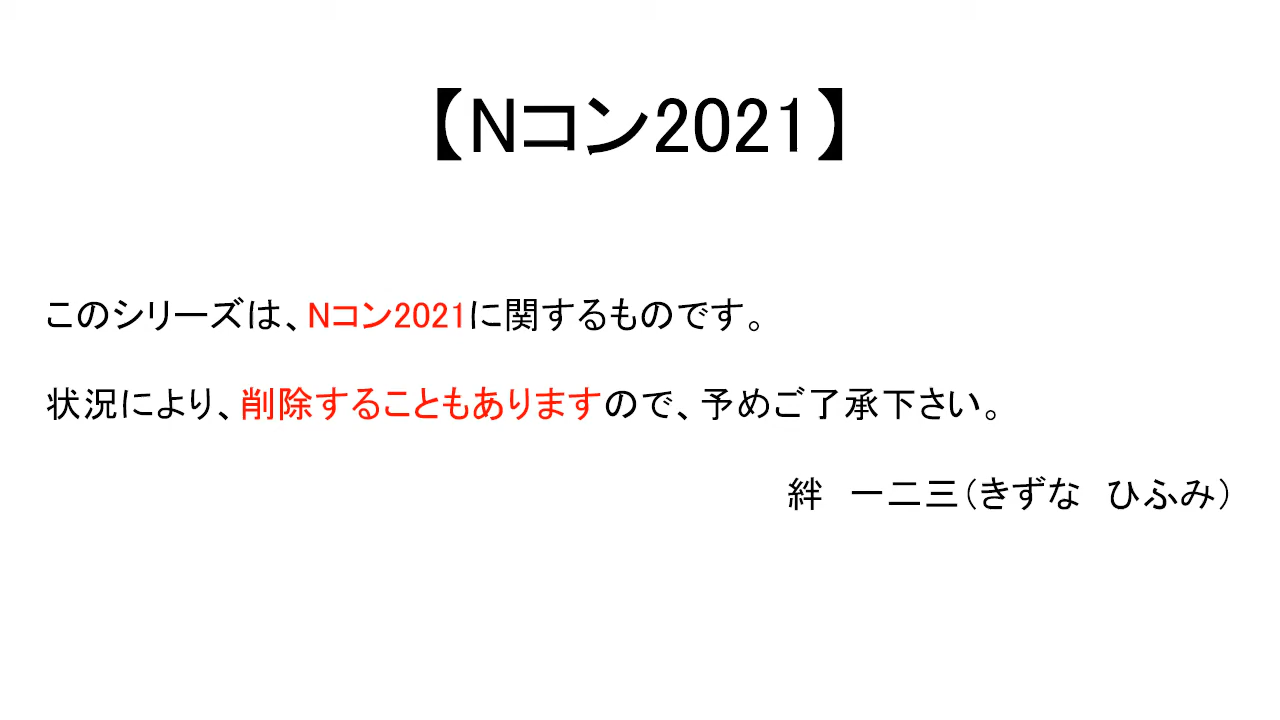 【Nコン2021】
このシリーズは、Nコン2021に関するものです。
状況により、削除することもありますので、予めご了承下さい。
絆　一二三（きずな　ひふみ）